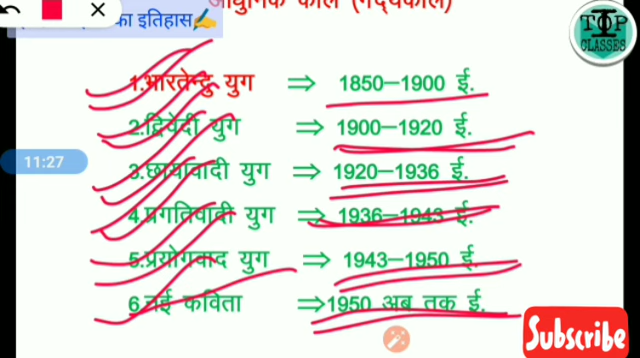 का इतिहास✍
आधुनिक काल (गद्यकाल)
TOP
CLASSES
1.भारतेन्दु युग ⇒ 1850–1900 ई.
2.द्विवेदी युग ⇒ 1900–1920 ई.
11:27
3.छायावादी युग ⇒ 1920–1936 ई.
4.प्रगतिवादी युग ⇒ 1936–1943 ई.
5.प्रयोगवाद युग ⇒ 1943–1950 ई.
6.नई कविता ⇒1950 अब तक ई.
Subscribe